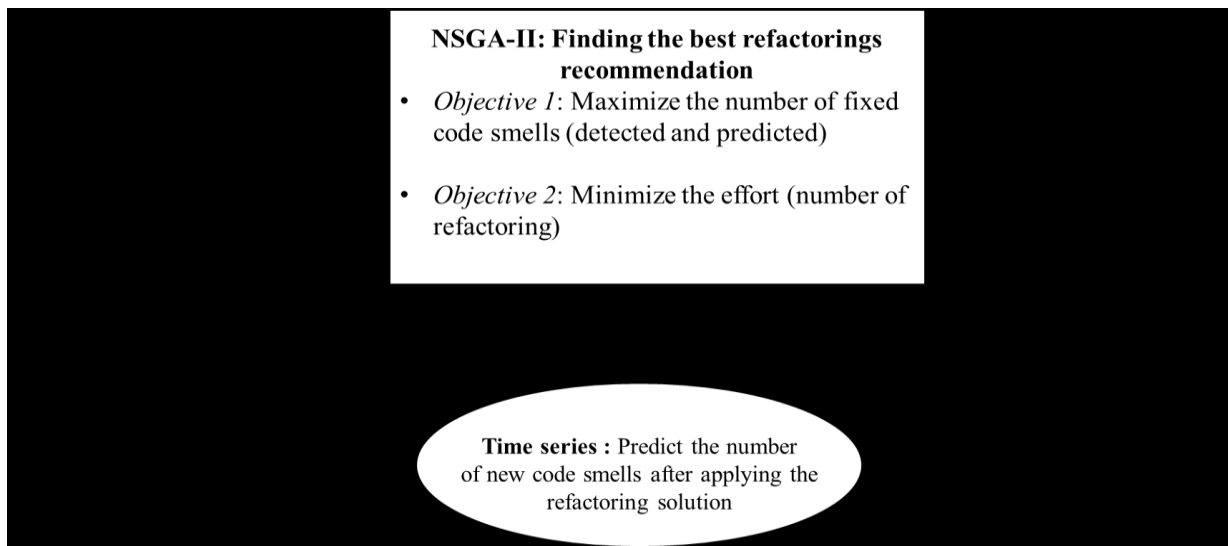 NSGA-II: Finding the best refactorings
recommendation
• Objective 1: Maximize the number of fixed
code smells (detected and predicted)
• Objective 2: Minimize the effort (number of
refactoring)
Time series : Predict the number
of new code smells after applying the
refactoring solution